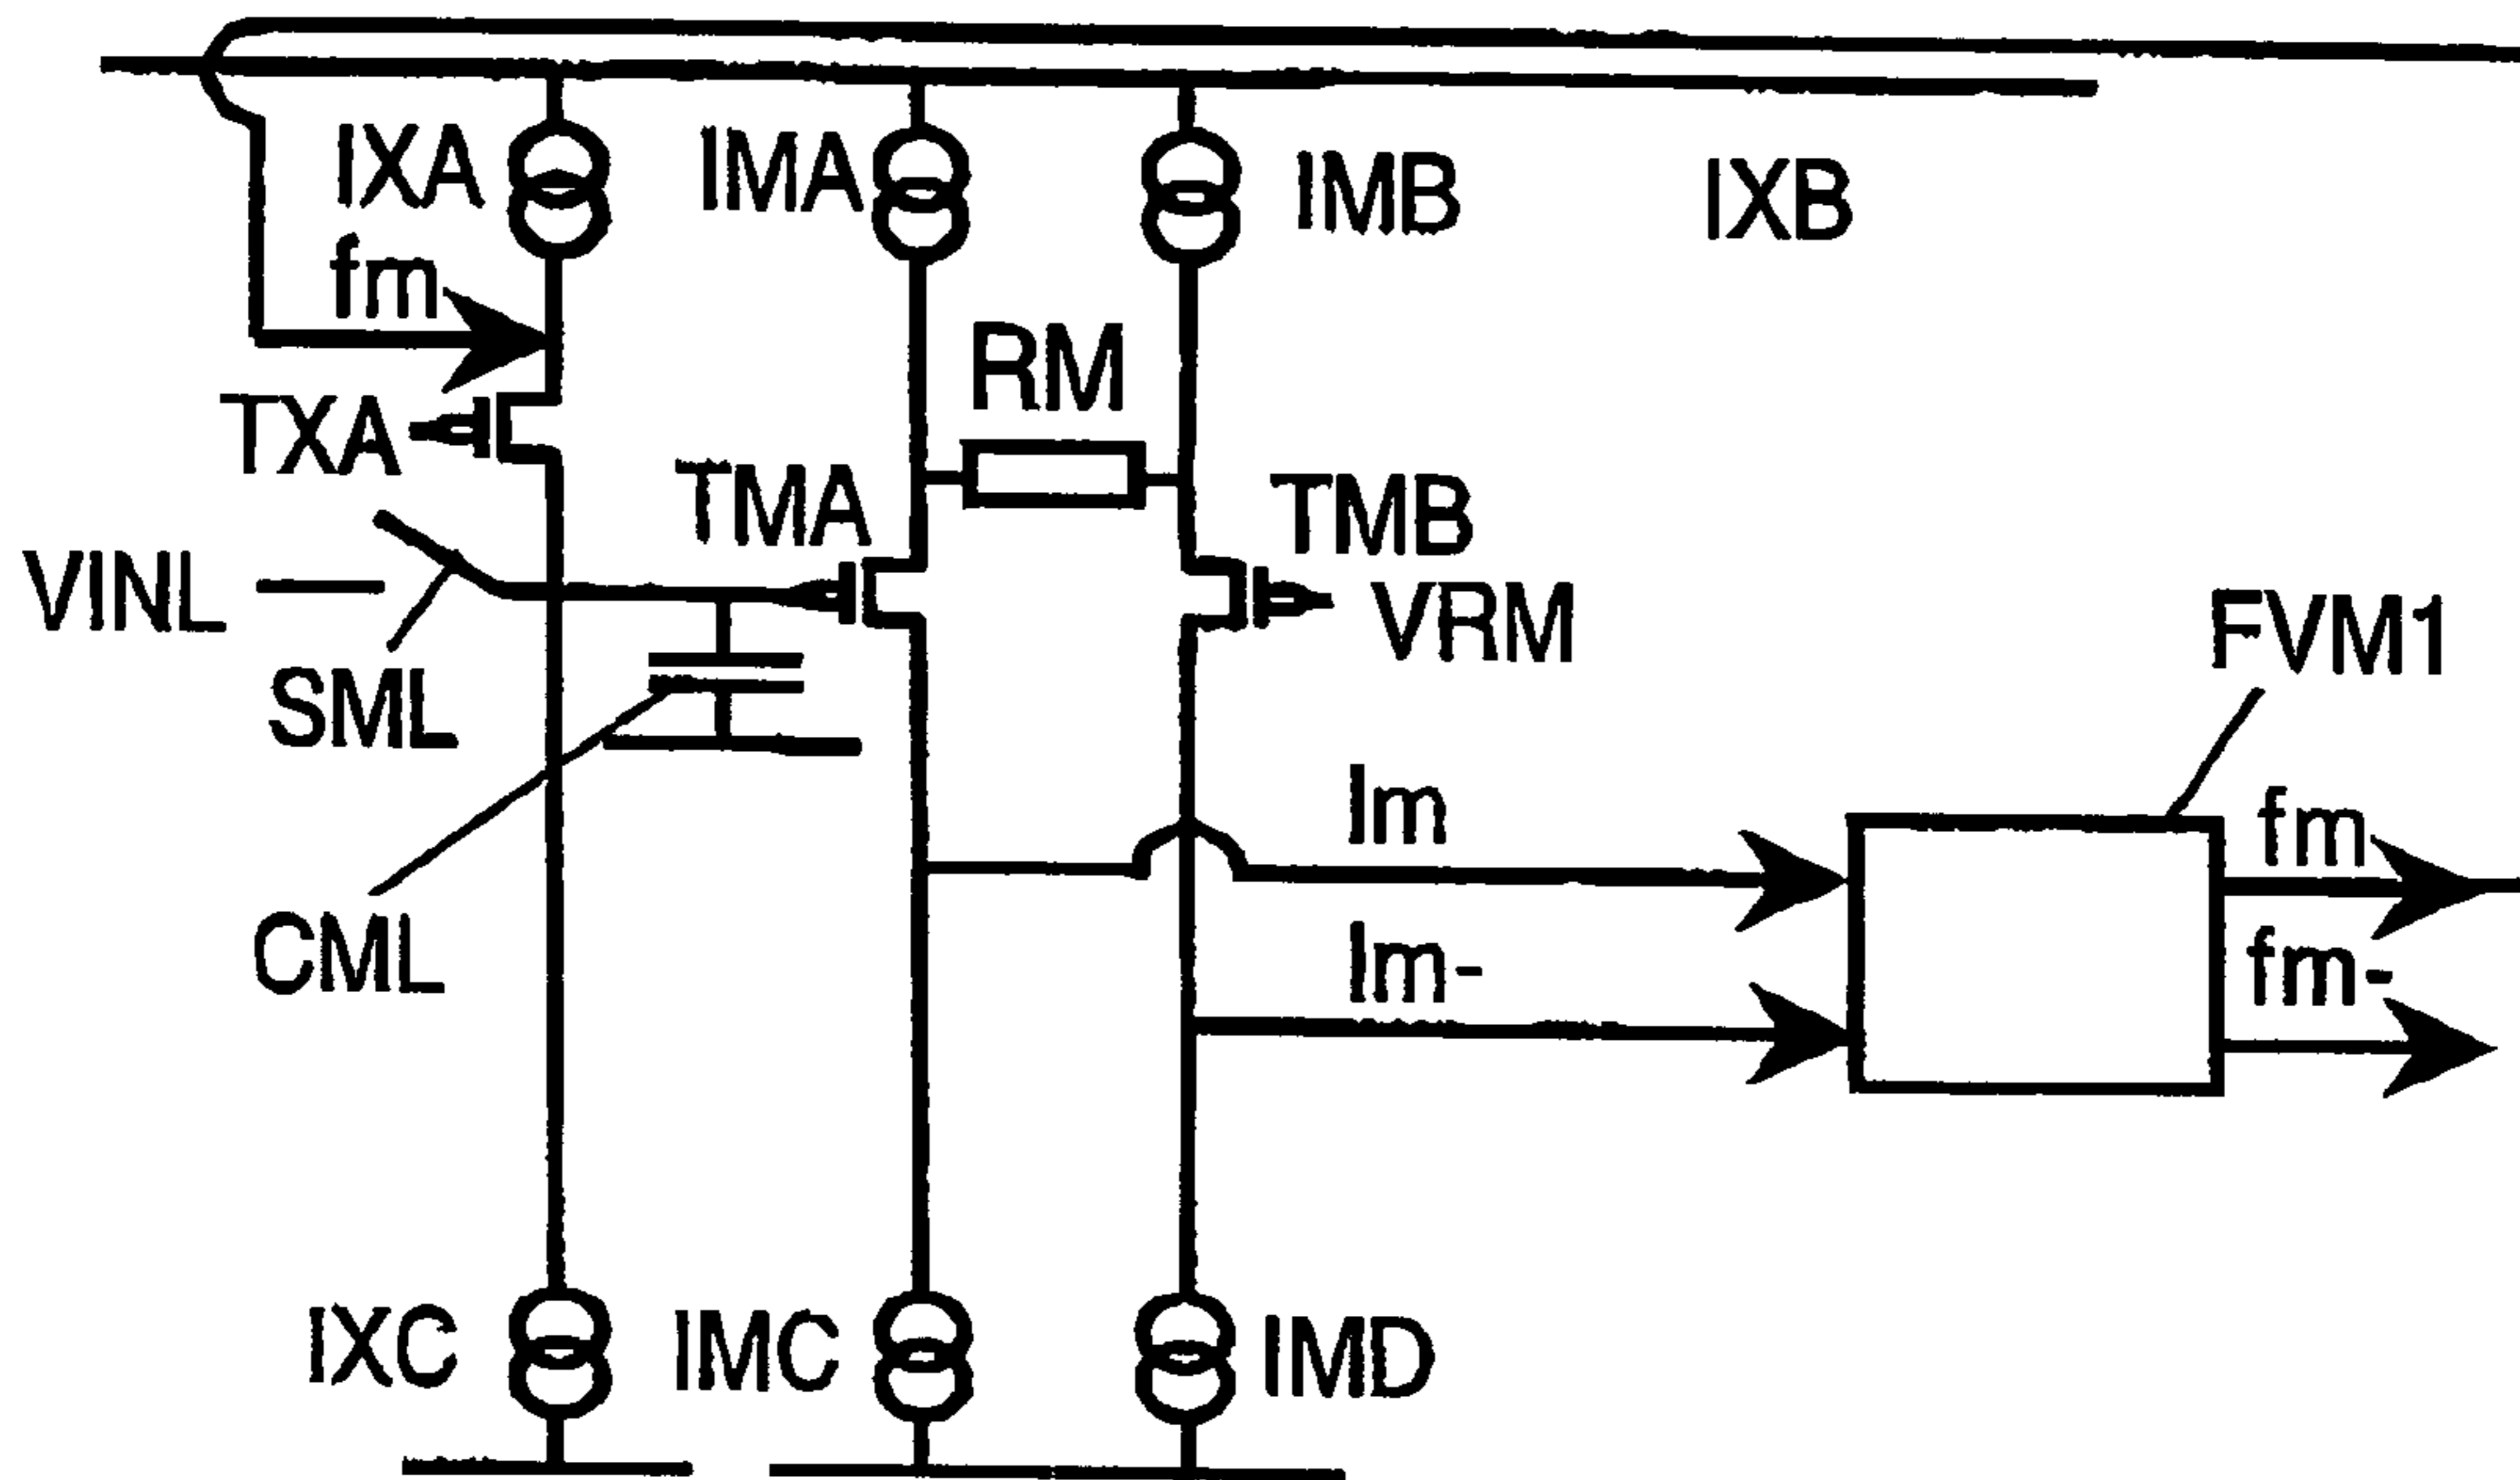 IXA
IMA
IMB
IXB
fm
RM
TXA
TMA
TMB
VINL
VRM
FVM1
SML
Im
fm
CML
Im-
fm-
IXC
IMC
IMD